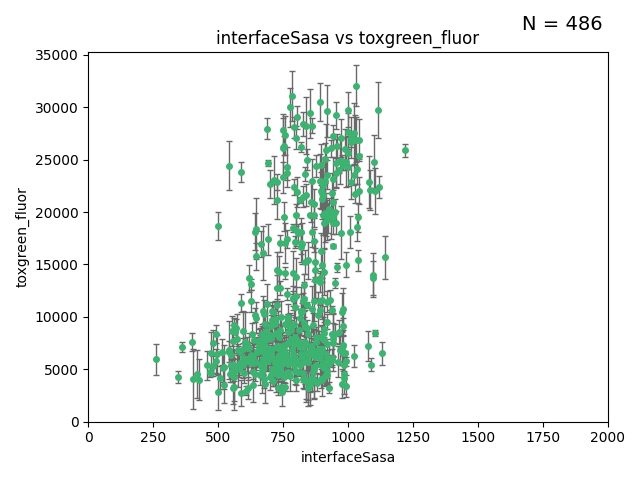 N = 486
interfaceSasa vs toxgreen_fluor
35000
30000
25000
20000
15000
10000
5000
0
toxgreen_fluor
0 250 500 750 1000 1250 1500 1750 2000
interfaceSasa